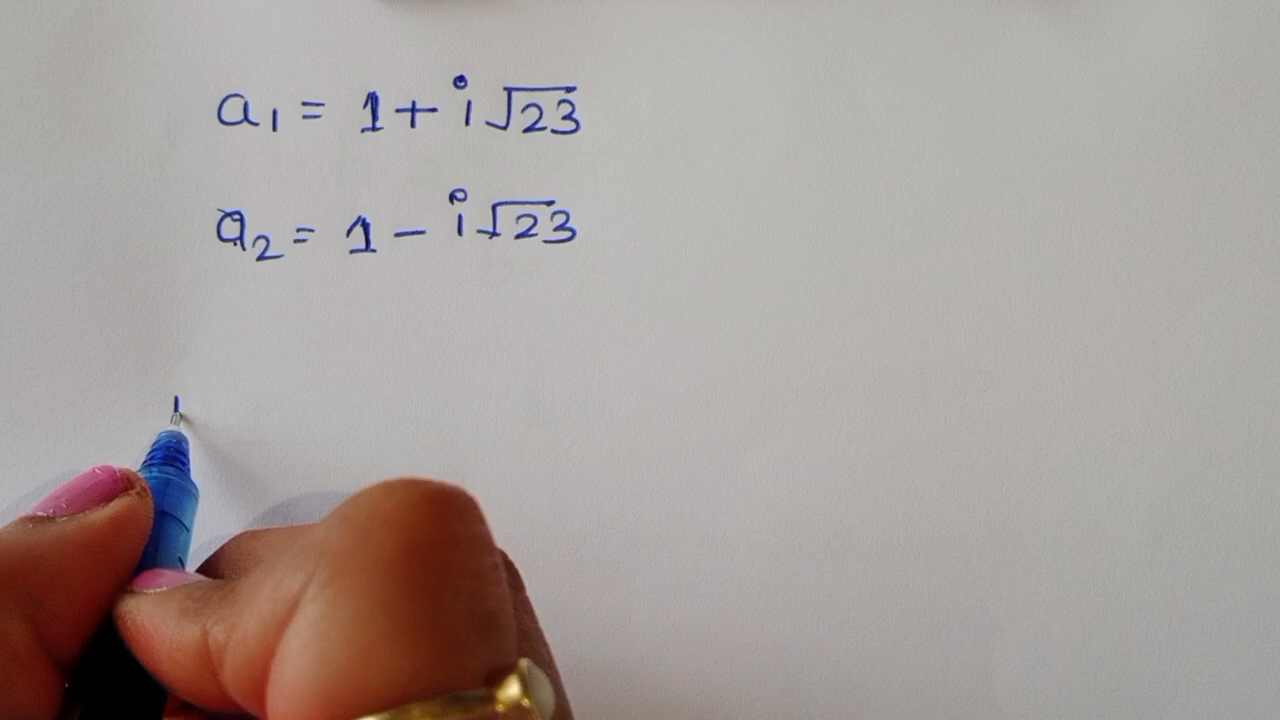 a₁ = 1 + i√23
a₂ = 1 - i√23